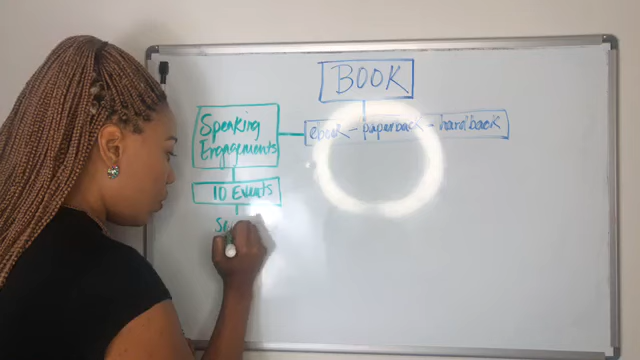 BOOK
ebook - paperback - hardback
Speaking
Engagements
10 Events